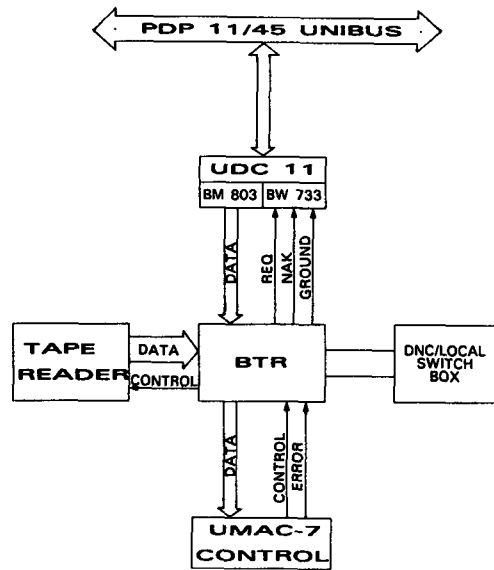 PDP 11/45 UNIBUS
UDC 11
BM 803 BW 733
DATA
REQ
NAK
GROUND
TAPE
READER
DATA
CONTROL
BTR
DNC/LOCAL
SWITCH
BOX
DATA
CONTROL
ERROR
UMAC-7
CONTROL